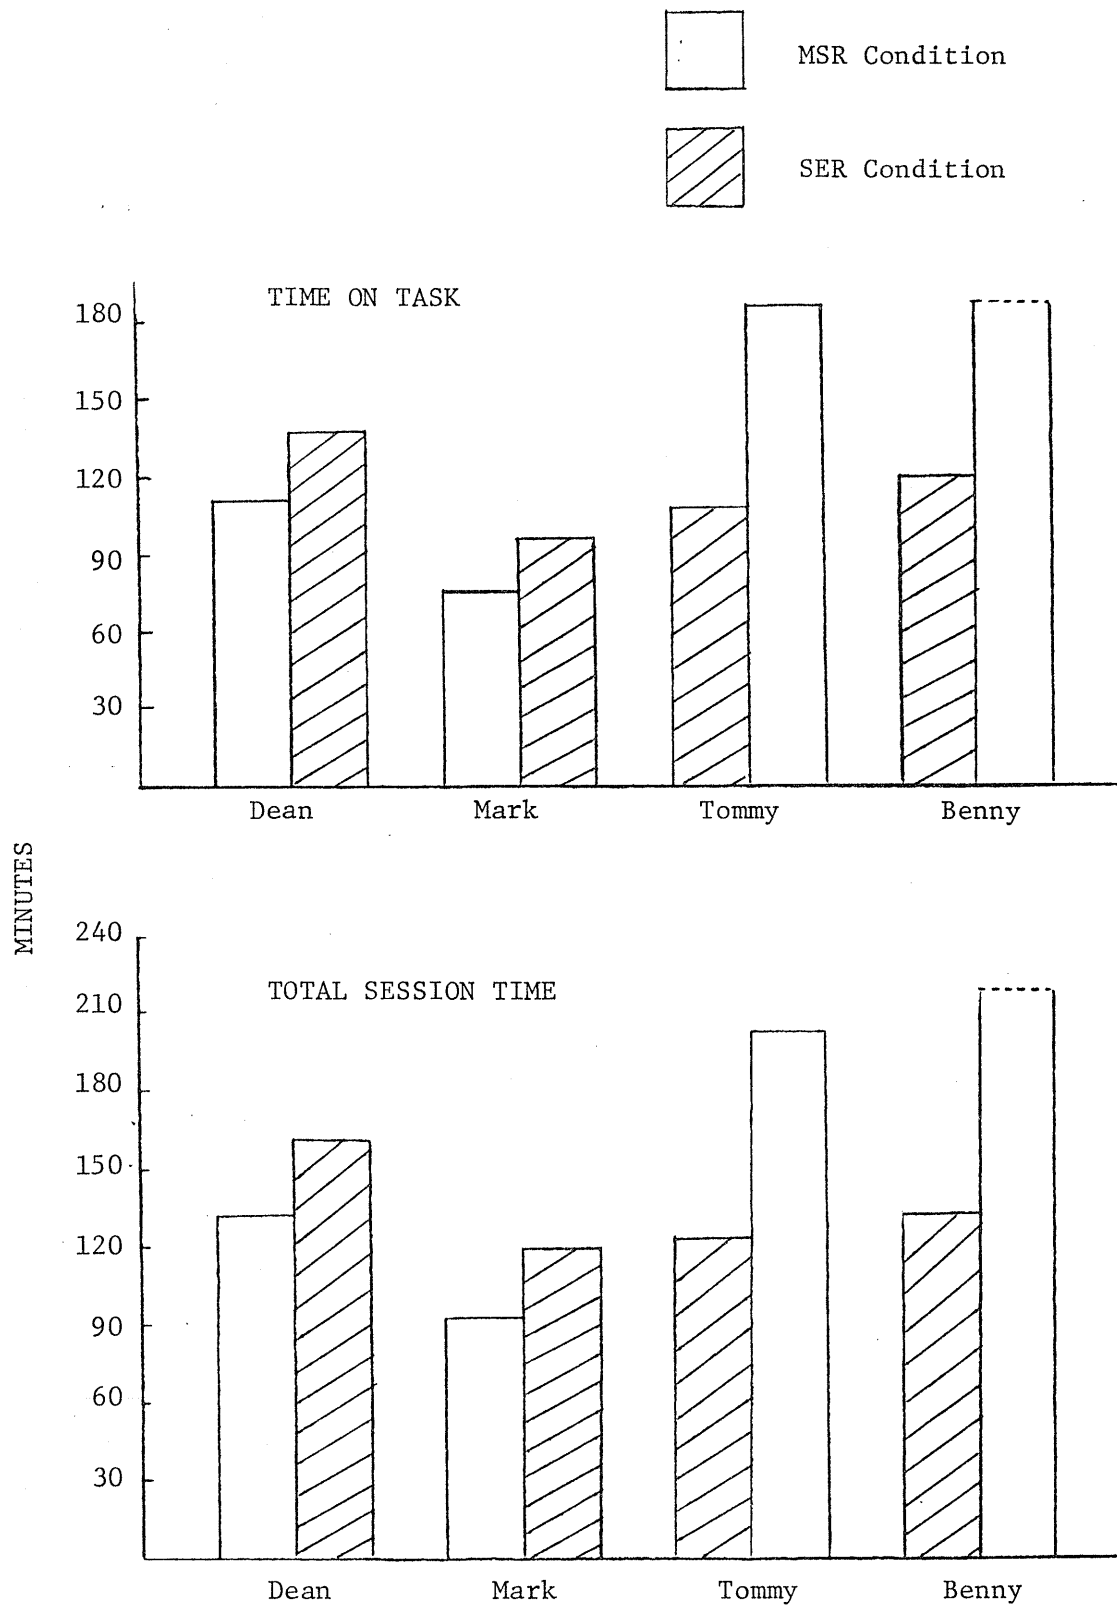 MSR Condition
SER Condition
TIME ON TASK
180
150
120
90
60
30
Dean Mark Tommy Benny
MINUTES
240
TOTAL SESSION TIME
210
180
150
120
90
60
30
Dean Mark Tommy Benny